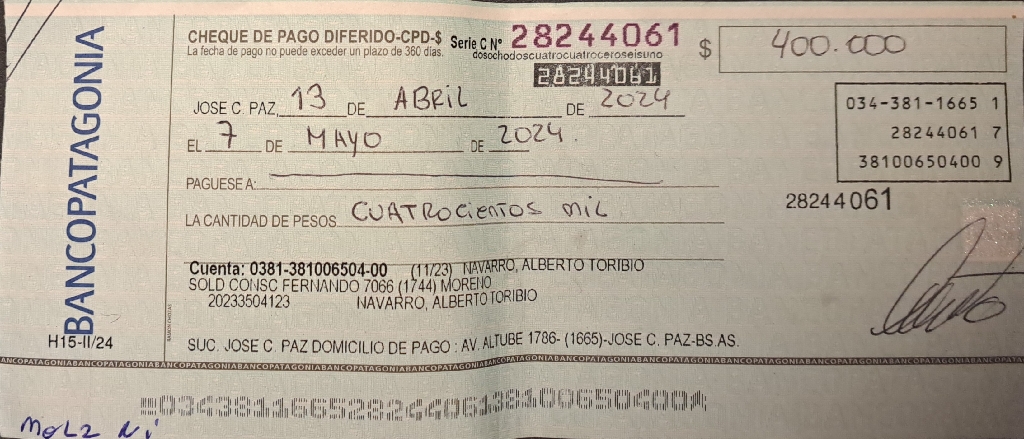 BANCOPATAGONIA
H15-II/24
CHEQUE DE PAGO DIFERIDO-CPD-$ Serie C Nº 28244061 $ 400.000
La fecha de pago no puede exceder un plazo de 360 días. dosochodoscuatrocuatroceroseisuno
28244061
JOSE C. PAZ, 13 DE ABRIL DE 2024
EL 7 DE MAYO DE 2024.
PAGUESE A:
LA CANTIDAD DE PESOS CUATROCIENTOS MIL
034-381-1665 1
28244061 7
38100650400 9
28244061
Cuenta: 0381-381006504-00 (11/23) NAVARRO, ALBERTO TORIBIO
SOLD CONSC FERNANDO 7066 (1744) MORENO
20233504123 NAVARRO, ALBERTO TORIBIO
SUC. JOSE C. PAZ DOMICILIO DE PAGO : AV. ALTUBE 1786- (1665)-JOSE C. PAZ-BS.AS.
BANCOPATAGONIABANCOPATAGONIABANCOPATAGONIABANCOPATAGONIABANCOPATAGONIABANCOPATAGONIA
03438116652824406138100650400